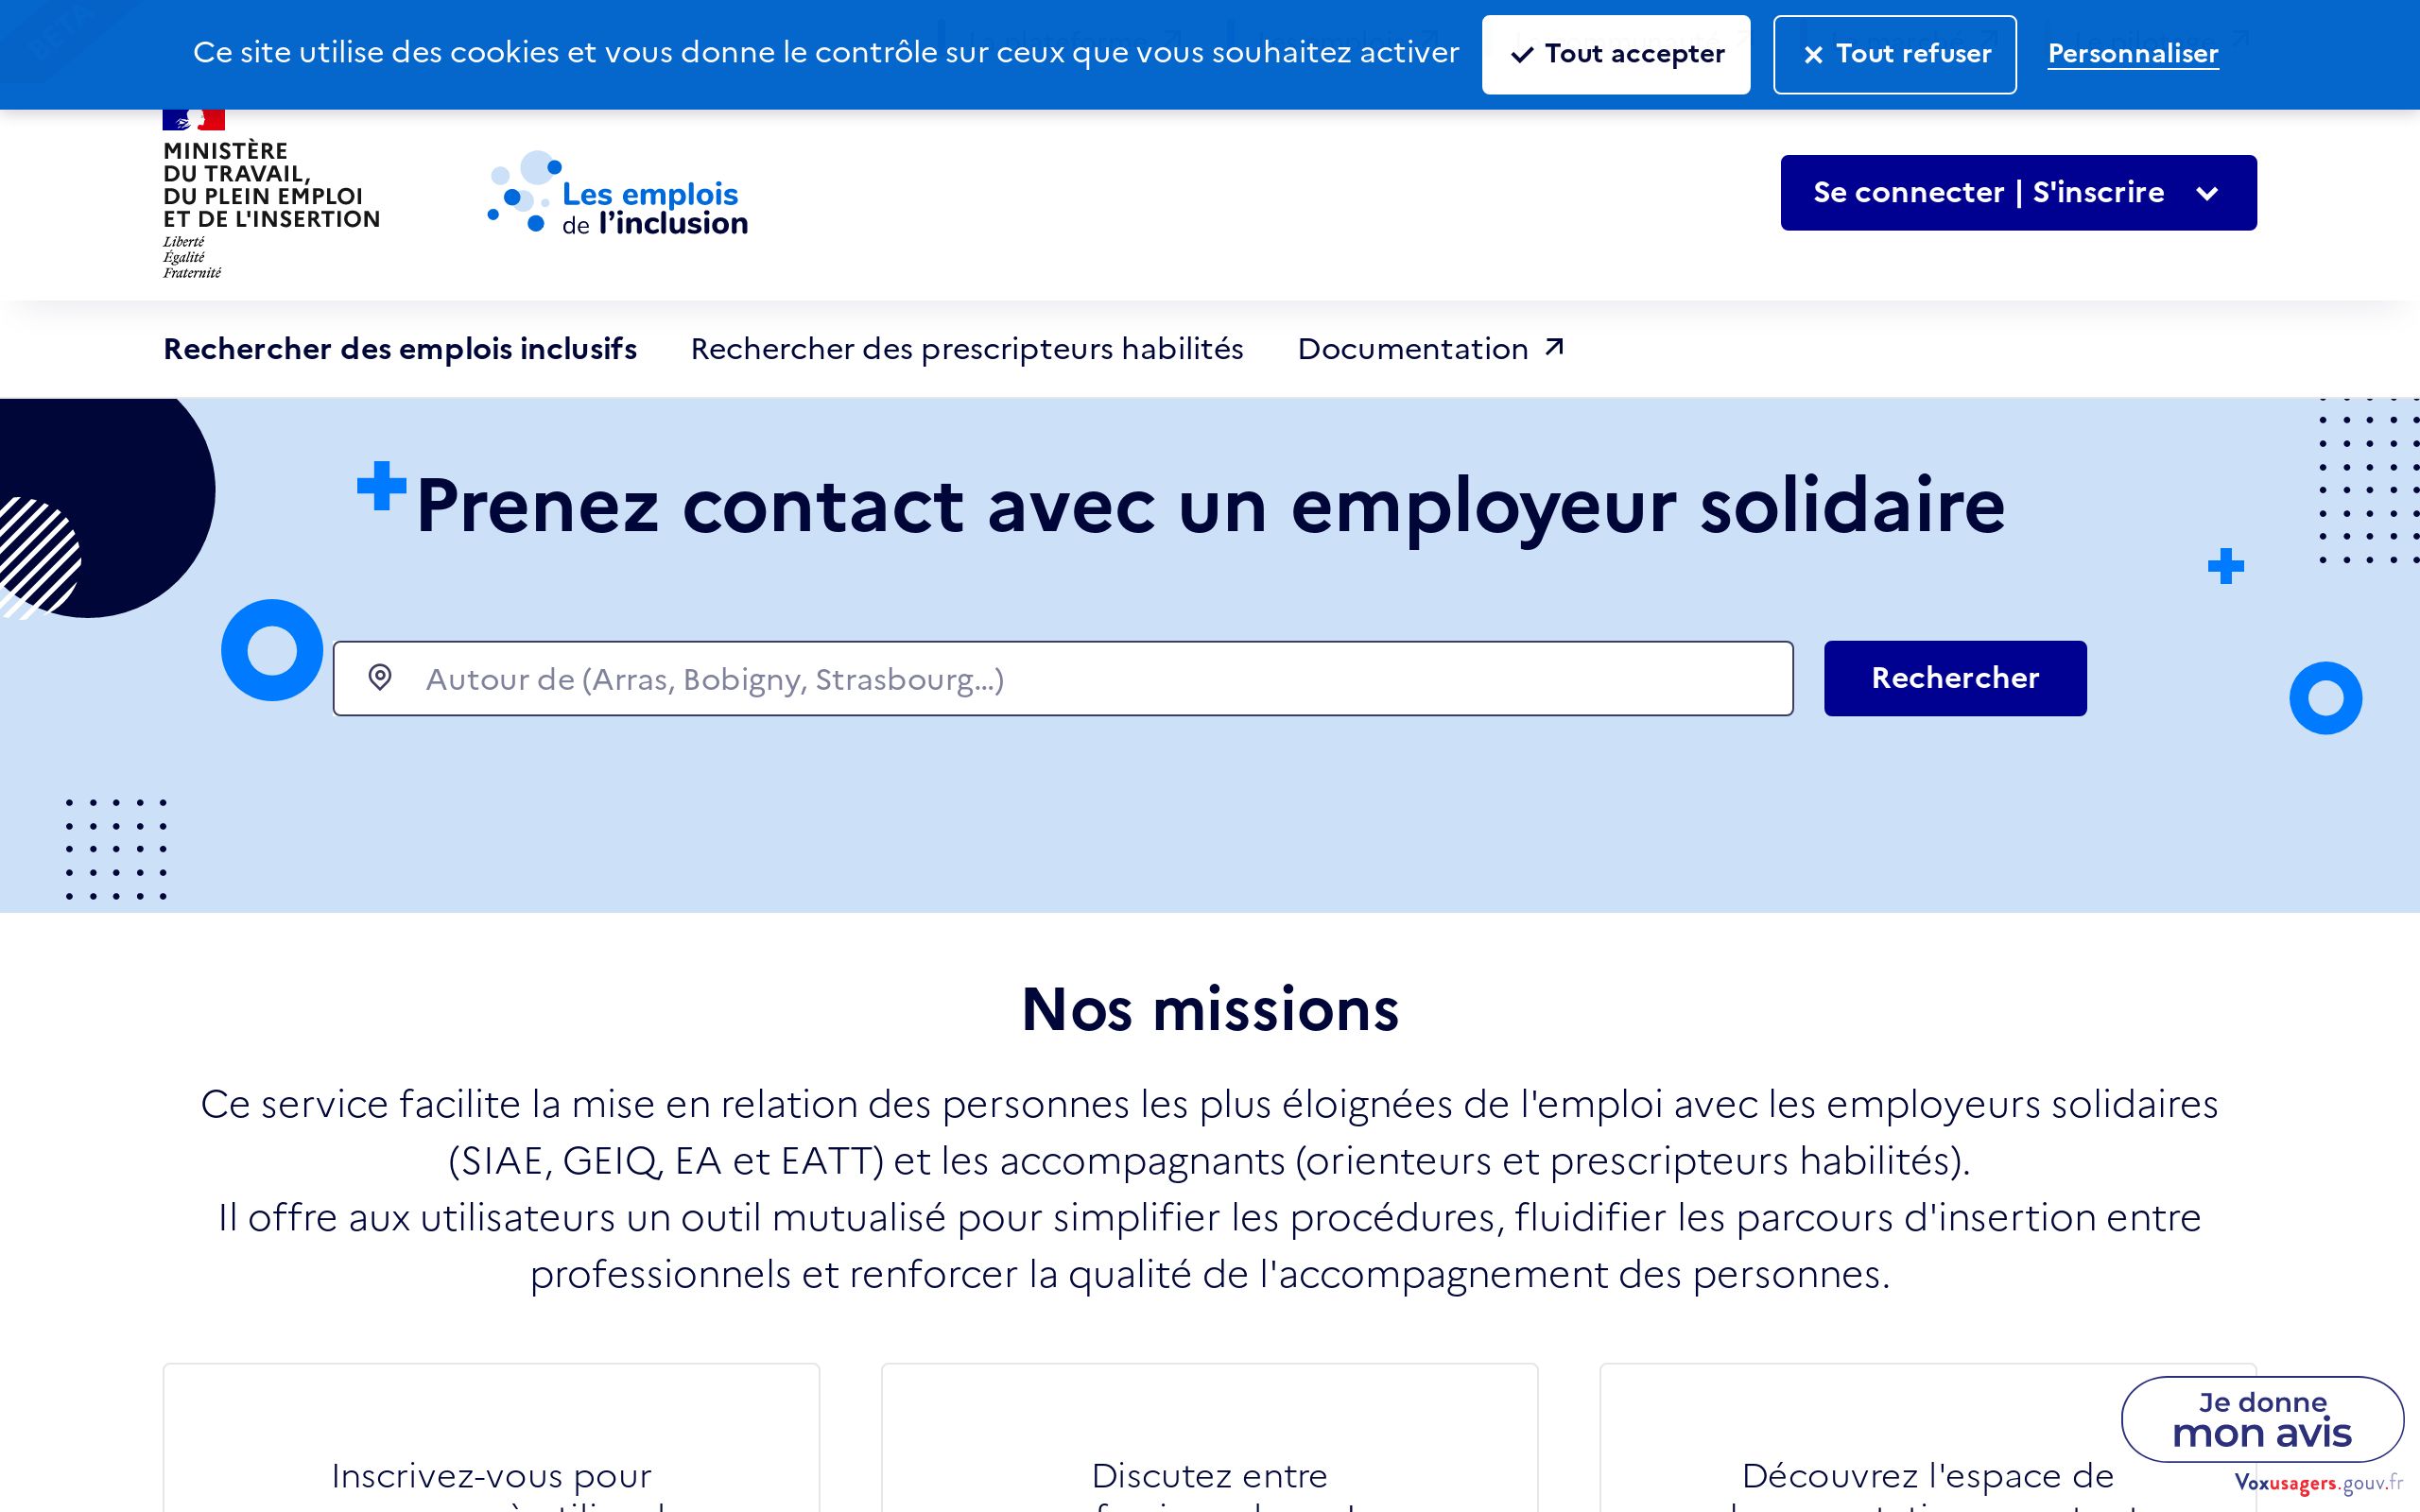 Ce site utilise des cookies et vous donne le contrôle sur ceux que vous souhaitez activer
Tout accepter
Tout refuser
Personnaliser
MINISTÈRE
DU TRAVAIL,
DU PLEIN EMPLOI
ET DE L'INSERTION
Liberté
Égalité
Fraternité
Les emplois
de l'inclusion
Se connecter | S'inscrire
Rechercher des emplois inclusifs
Rechercher des prescripteurs habilités
Documentation
Prenez contact avec un employeur solidaire
Autour de (Arras, Bobigny, Strasbourg...)
Rechercher
Nos missions
Ce service facilite la mise en relation des personnes les plus éloignées de l'emploi avec les employeurs solidaires
(SIAE, GEIQ, EA et EATT) et les accompagnants (orienteurs et prescripteurs habilités).
Il offre aux utilisateurs un outil mutualisé pour simplifier les procédures, fluidifier les parcours d'insertion entre
professionnels et renforcer la qualité de l'accompagnement des personnes.
Inscrivez-vous pour
Discutez entre
Découvrez l'espace de
Je donne
mon avis
Voxusagers.gouv.fr